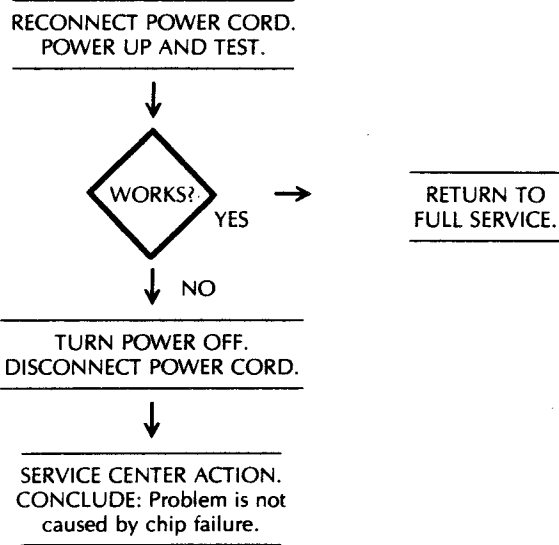 RECONNECT POWER CORD.
POWER UP AND TEST.
WORKS?
YES
RETURN TO
FULL SERVICE.
NO
TURN POWER OFF.
DISCONNECT POWER CORD.
SERVICE CENTER ACTION.
CONCLUDE: Problem is not
caused by chip failure.